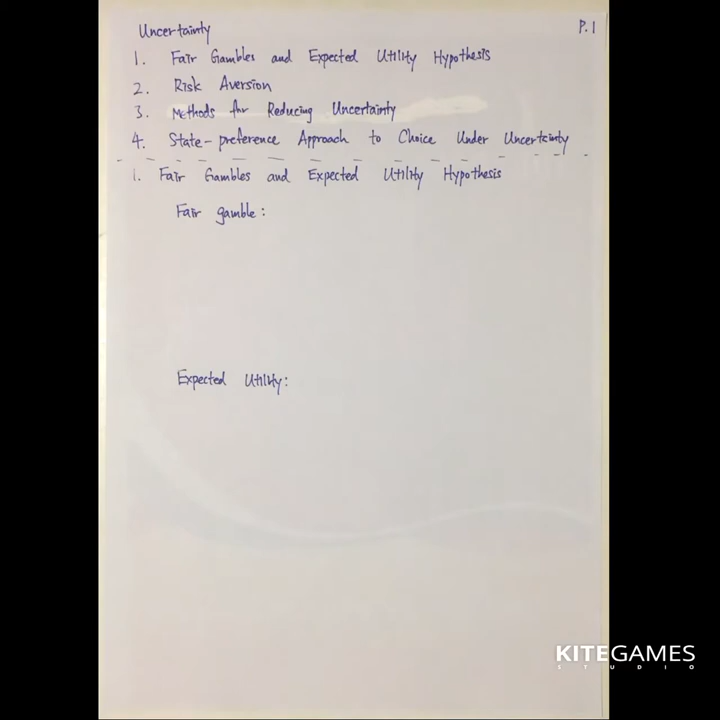 P.1
Uncertainty
1. Fair Gambles and Expected Utility Hypothesis
2. Risk Aversion
3. Methods for Reducing Uncertainty
4. State-preference Approach to Choice Under Uncertainty
1. Fair Gambles and Expected Utility Hypothesis
Fair gamble:
Expected Utility:
KITEGAMES
STUDIO